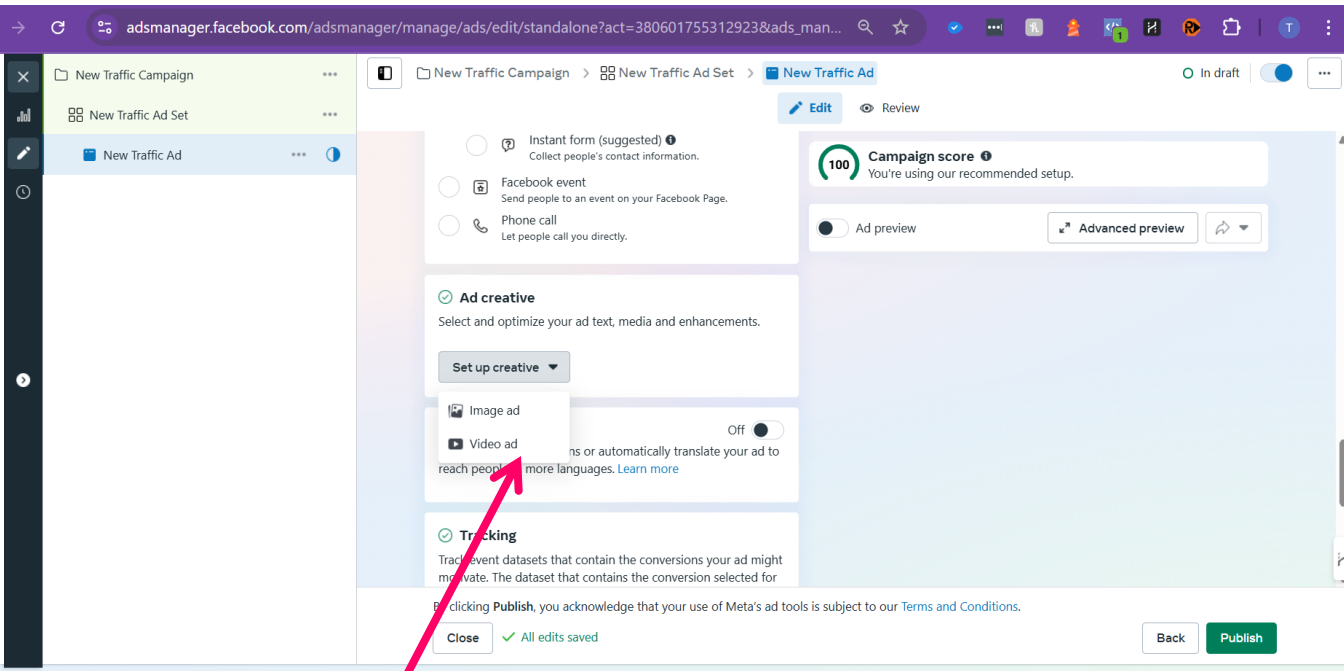 adsmanager.facebook.com/adsmanager/manage/ads/edit/standalone?act=380601755312923&ads_man...
1
T
New Traffic Campaign
New Traffic Ad Set
New Traffic Ad
New Traffic Campaign > New Traffic Ad Set > New Traffic Ad
In draft
Edit
Review
Instant form (suggested)
Collect people's contact information.
Facebook event
Send people to an event on your Facebook Page.
Phone call
Let people call you directly.
100
Campaign score
You're using our recommended setup.
Ad preview
Advanced preview
Ad creative
Select and optimize your ad text, media and enhancements.
Set up creative
Image ad
Video ad
Off
ns or automatically translate your ad to
reach people more languages. Learn more
Tracking
Track event datasets that contain the conversions your ad might
motivate. The dataset that contains the conversion selected for
By clicking Publish, you acknowledge that your use of Meta's ad tools is subject to our Terms and Conditions.
Close
All edits saved
Back
Publish